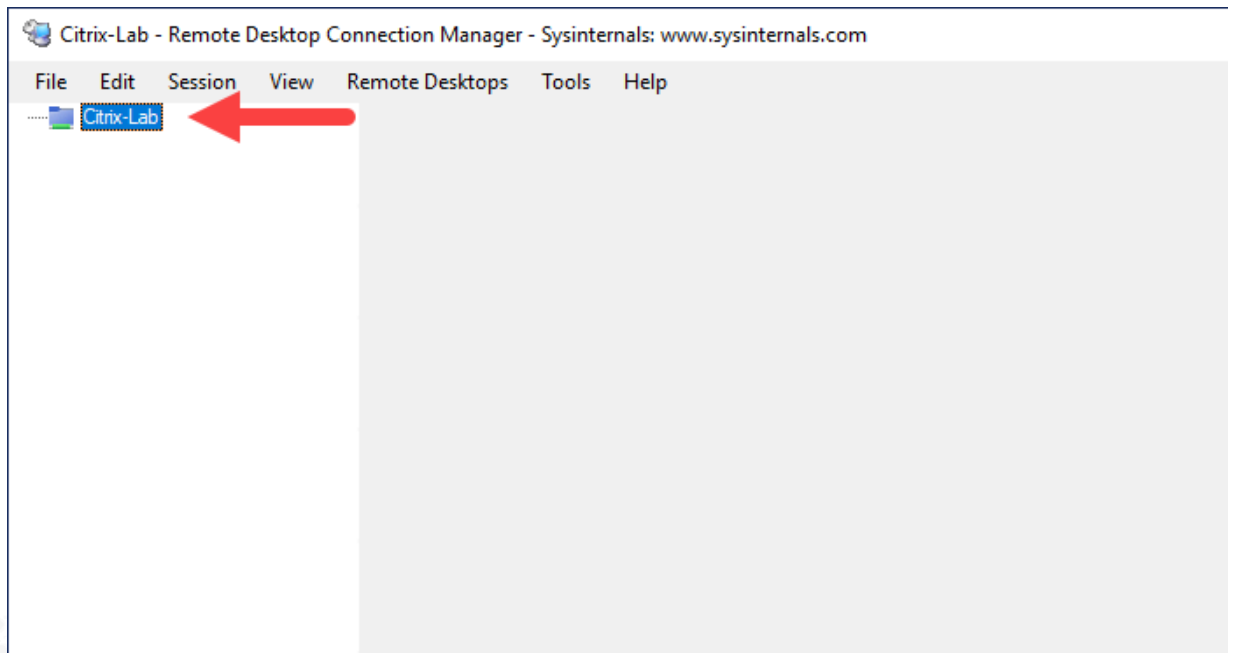 Citrix-Lab - Remote Desktop Connection Manager - Sysinternals: www.sysinternals.com
File Edit Session View Remote Desktops Tools Help
Citrix-Lab